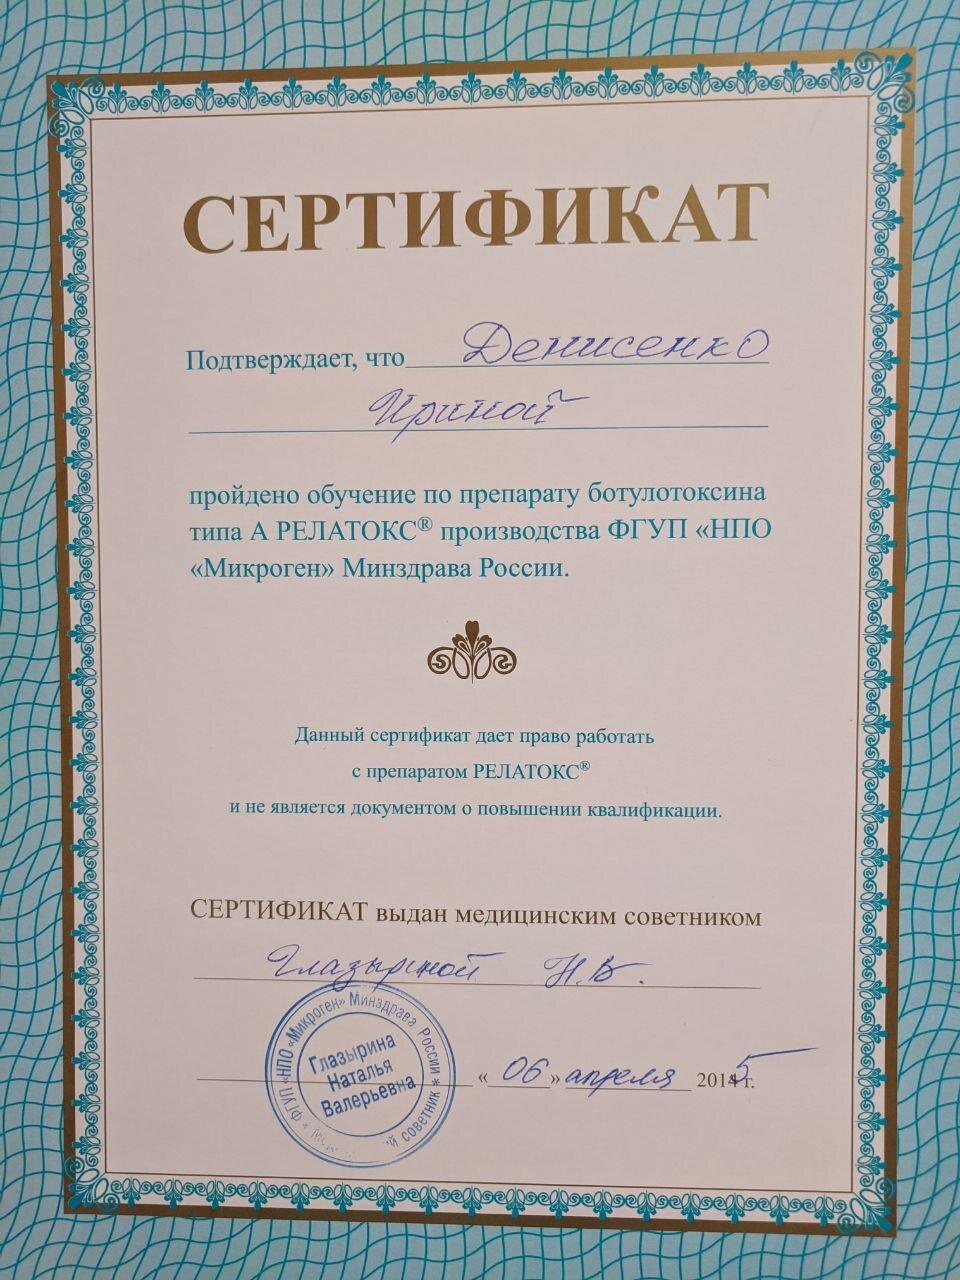 СЕРТИФИКАТ
Подтверждает, что Денисенко
Ириной
пройдено обучение по препарату ботулотоксина
типа А РЕЛАТОКС® производства ФГУП «НПО
«Микроген» Минздрава России.
Данный сертификат дает право работать
с препаратом РЕЛАТОКС®
и не является документом о повышении квалификации.
СЕРТИФИКАТ выдан медицинским советником
Глазыриной Н.В.
ФГУП «НПО «Микроген» Минздрава России *
Глазырина
Наталья
Валерьевна
советник *
«06» апреля 2015 г.